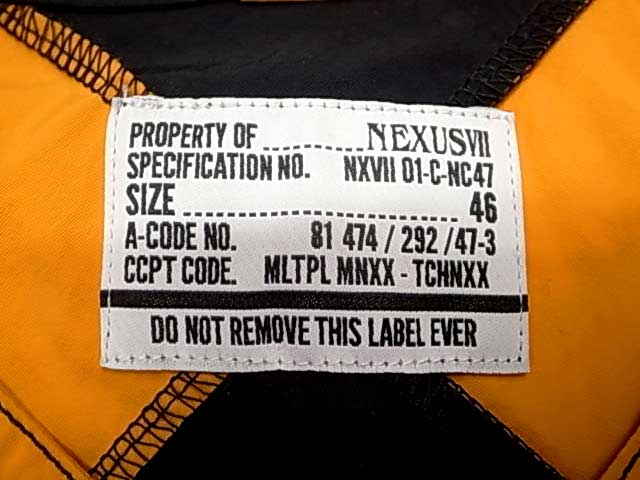 PROPERTY OF NEXUSVII
SPECIFICATION NO. NXVII 01-C-NC47
SIZE 46
A-CODE NO. 81 474 / 292 / 47-3
CCPT CODE. MLTPL MNXX - TCHNXX
DO NOT REMOVE THIS LABEL EVER